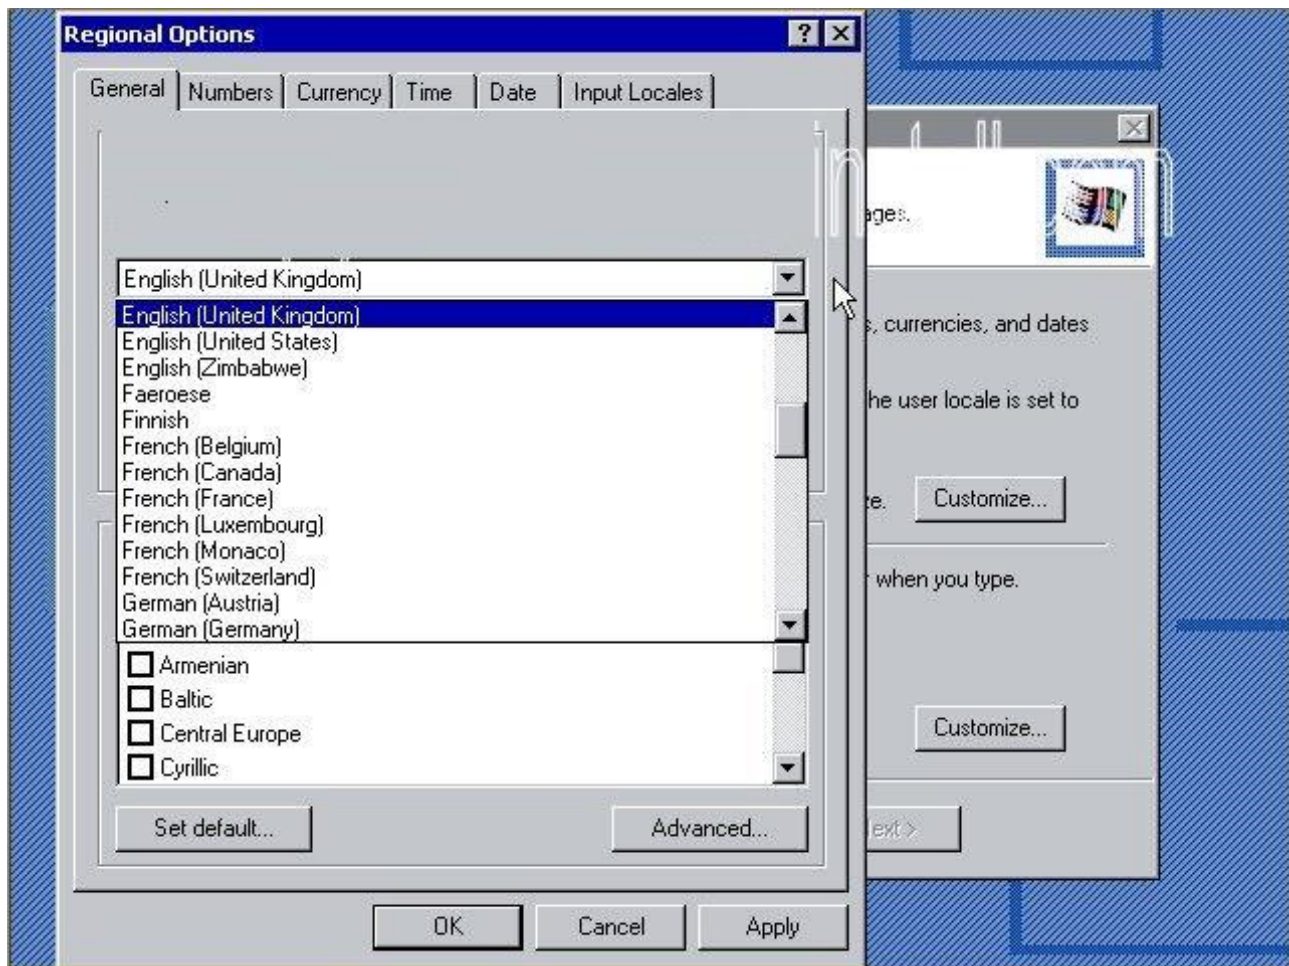 Regional Options
General Numbers Currency Time Date Input Locales
English (United Kingdom)
English (United Kingdom)
English (United States)
English (Zimbabwe)
Faeroese
Finnish
French (Belgium)
French (Canada)
French (France)
French (Luxembourg)
French (Monaco)
French (Switzerland)
German (Austria)
German (Germany)
Armenian
Baltic
Central Europe
Cyrillic
Set default...
Advanced...
OK
Cancel
Apply
ages.
s, currencies, and dates
he user locale is set to
ze.
Customize...
when you type.
Customize...
ext >